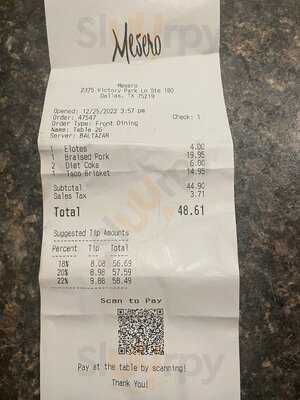 Mesero
Mesero
2375 Victory Park Ln Ste 180
Dallas, TX 75219
Opened: 12/25/2022 3:57 pm
Order: 47547 Check: 1
Order Type: Front Dining
Name: Table 26
Server: BALTAZAR
1 Elotes 4.00
1 Braised Pork 19.95
2 Diet Coke 6.00
1 Taco Brisket 14.95
Subtotal 44.90
Sales Tax 3.71
Total 48.61
Suggested Tip Amounts
Percent Tip Total
18% 8.08 56.69
20% 8.98 57.59
22% 9.88 58.49
Scan to Pay
Pay at the table by scanning!
Thank You!